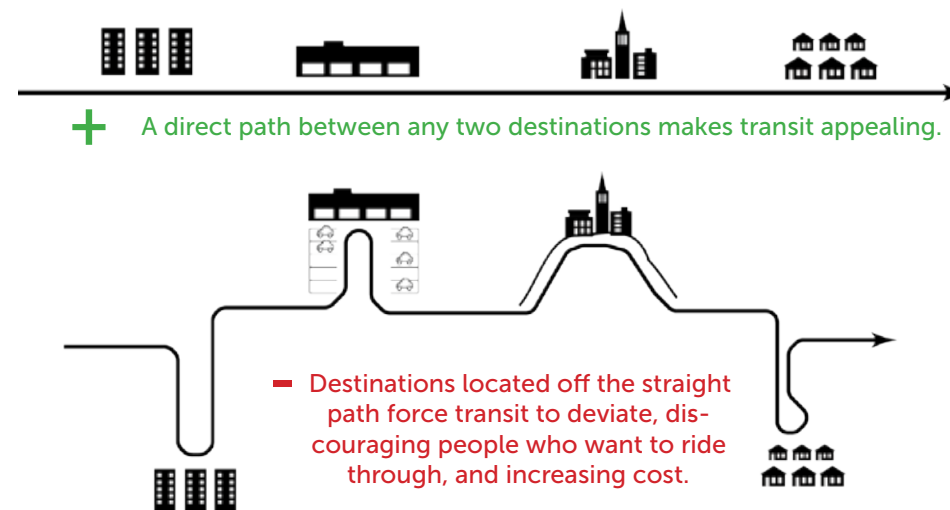 + A direct path between any two destinations makes transit appealing.
- Destinations located off the straight
path force transit to deviate, dis-
couraging people who want to ride
through, and increasing cost.